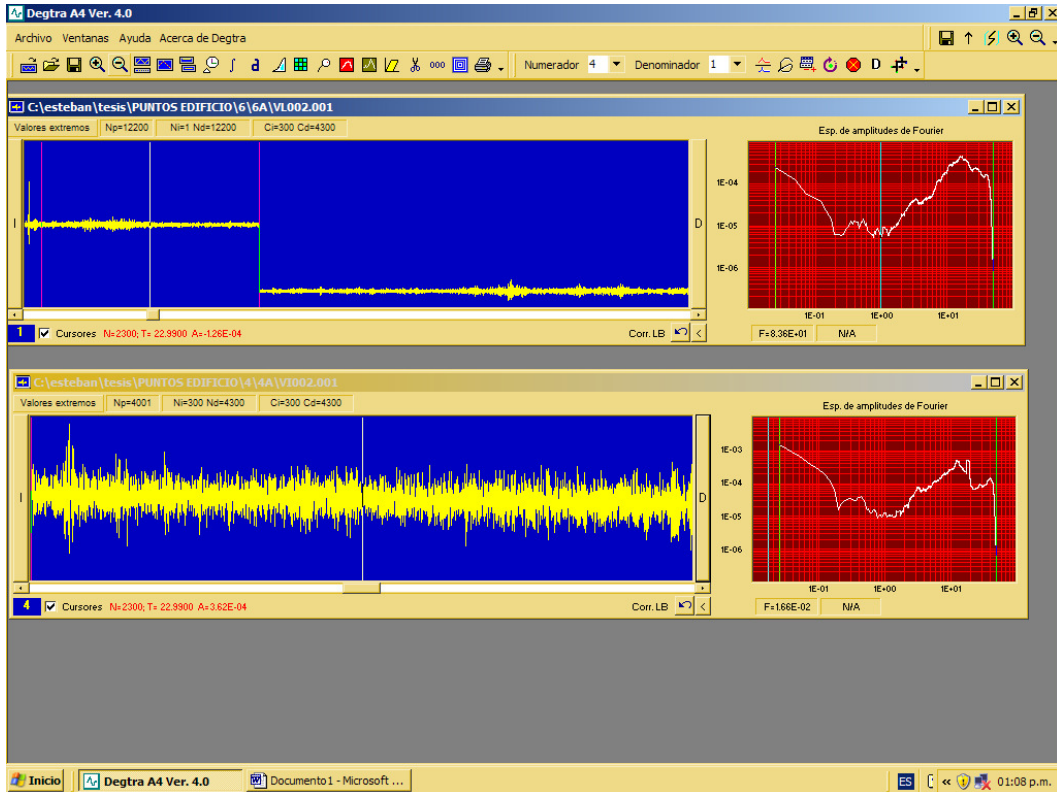 Degtra A4 Ver. 4.0
Archivo Ventanas Ayuda Acerca de Degtra
Numerador 4 Denominador 1 D
C:\esteban\tesis\PUNTOS EDIFICIO\6\6A\VL002.001
Valores extremos Np=12200 Ni=1 Nd=12200 Ci=300 Cd=4300
Esp. de amplitudes de Fourier
I D
1E-04
1E-05
1E-06
1E-01 1E+00 1E+01
1 Cursores N=2300; T= 22.9900 A=-1.26E-04 Corr. LB <
F=8.36E+01 N/A
C:\esteban\tesis\PUNTOS EDIFICIO\4\4A\VI002.001
Valores extremos Np=4001 Ni=300 Nd=4300 Ci=300 Cd=4300
Esp. de amplitudes de Fourier
I D
1E-03
1E-04
1E-05
1E-06
1E-01 1E+00 1E+01
4 Cursores N=2300; T= 22.9900 A=3.62E-04 Corr. LB <
F=1.66E-02 N/A
Inicio Degtra A4 Ver. 4.0 Documento1 - Microsoft ... ES « 01:08 p.m.